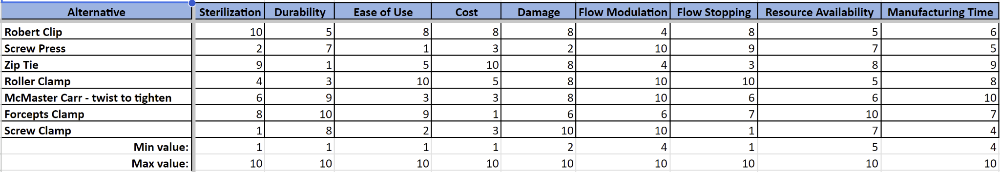 Alternative Sterilization Durability Ease of Use Cost Damage Flow Modulation Flow Stopping Resource Availability Manufacturing Time
Robert Clip 10 5 8 8 8 4 8 5 6
Screw Press 2 7 1 3 2 10 9 7 5
Zip Tie 9 1 5 10 8 4 3 8 9
Roller Clamp 4 3 10 5 8 10 10 5 8
McMaster Carr - twist to tighten 6 9 3 3 8 10 6 6 10
Forcepts Clamp 8 10 9 1 6 6 7 10 7
Screw Clamp 1 8 2 3 10 10 1 7 4
Min value: 1 1 1 1 2 4 1 5 4
Max value: 10 10 10 10 10 10 10 10 10